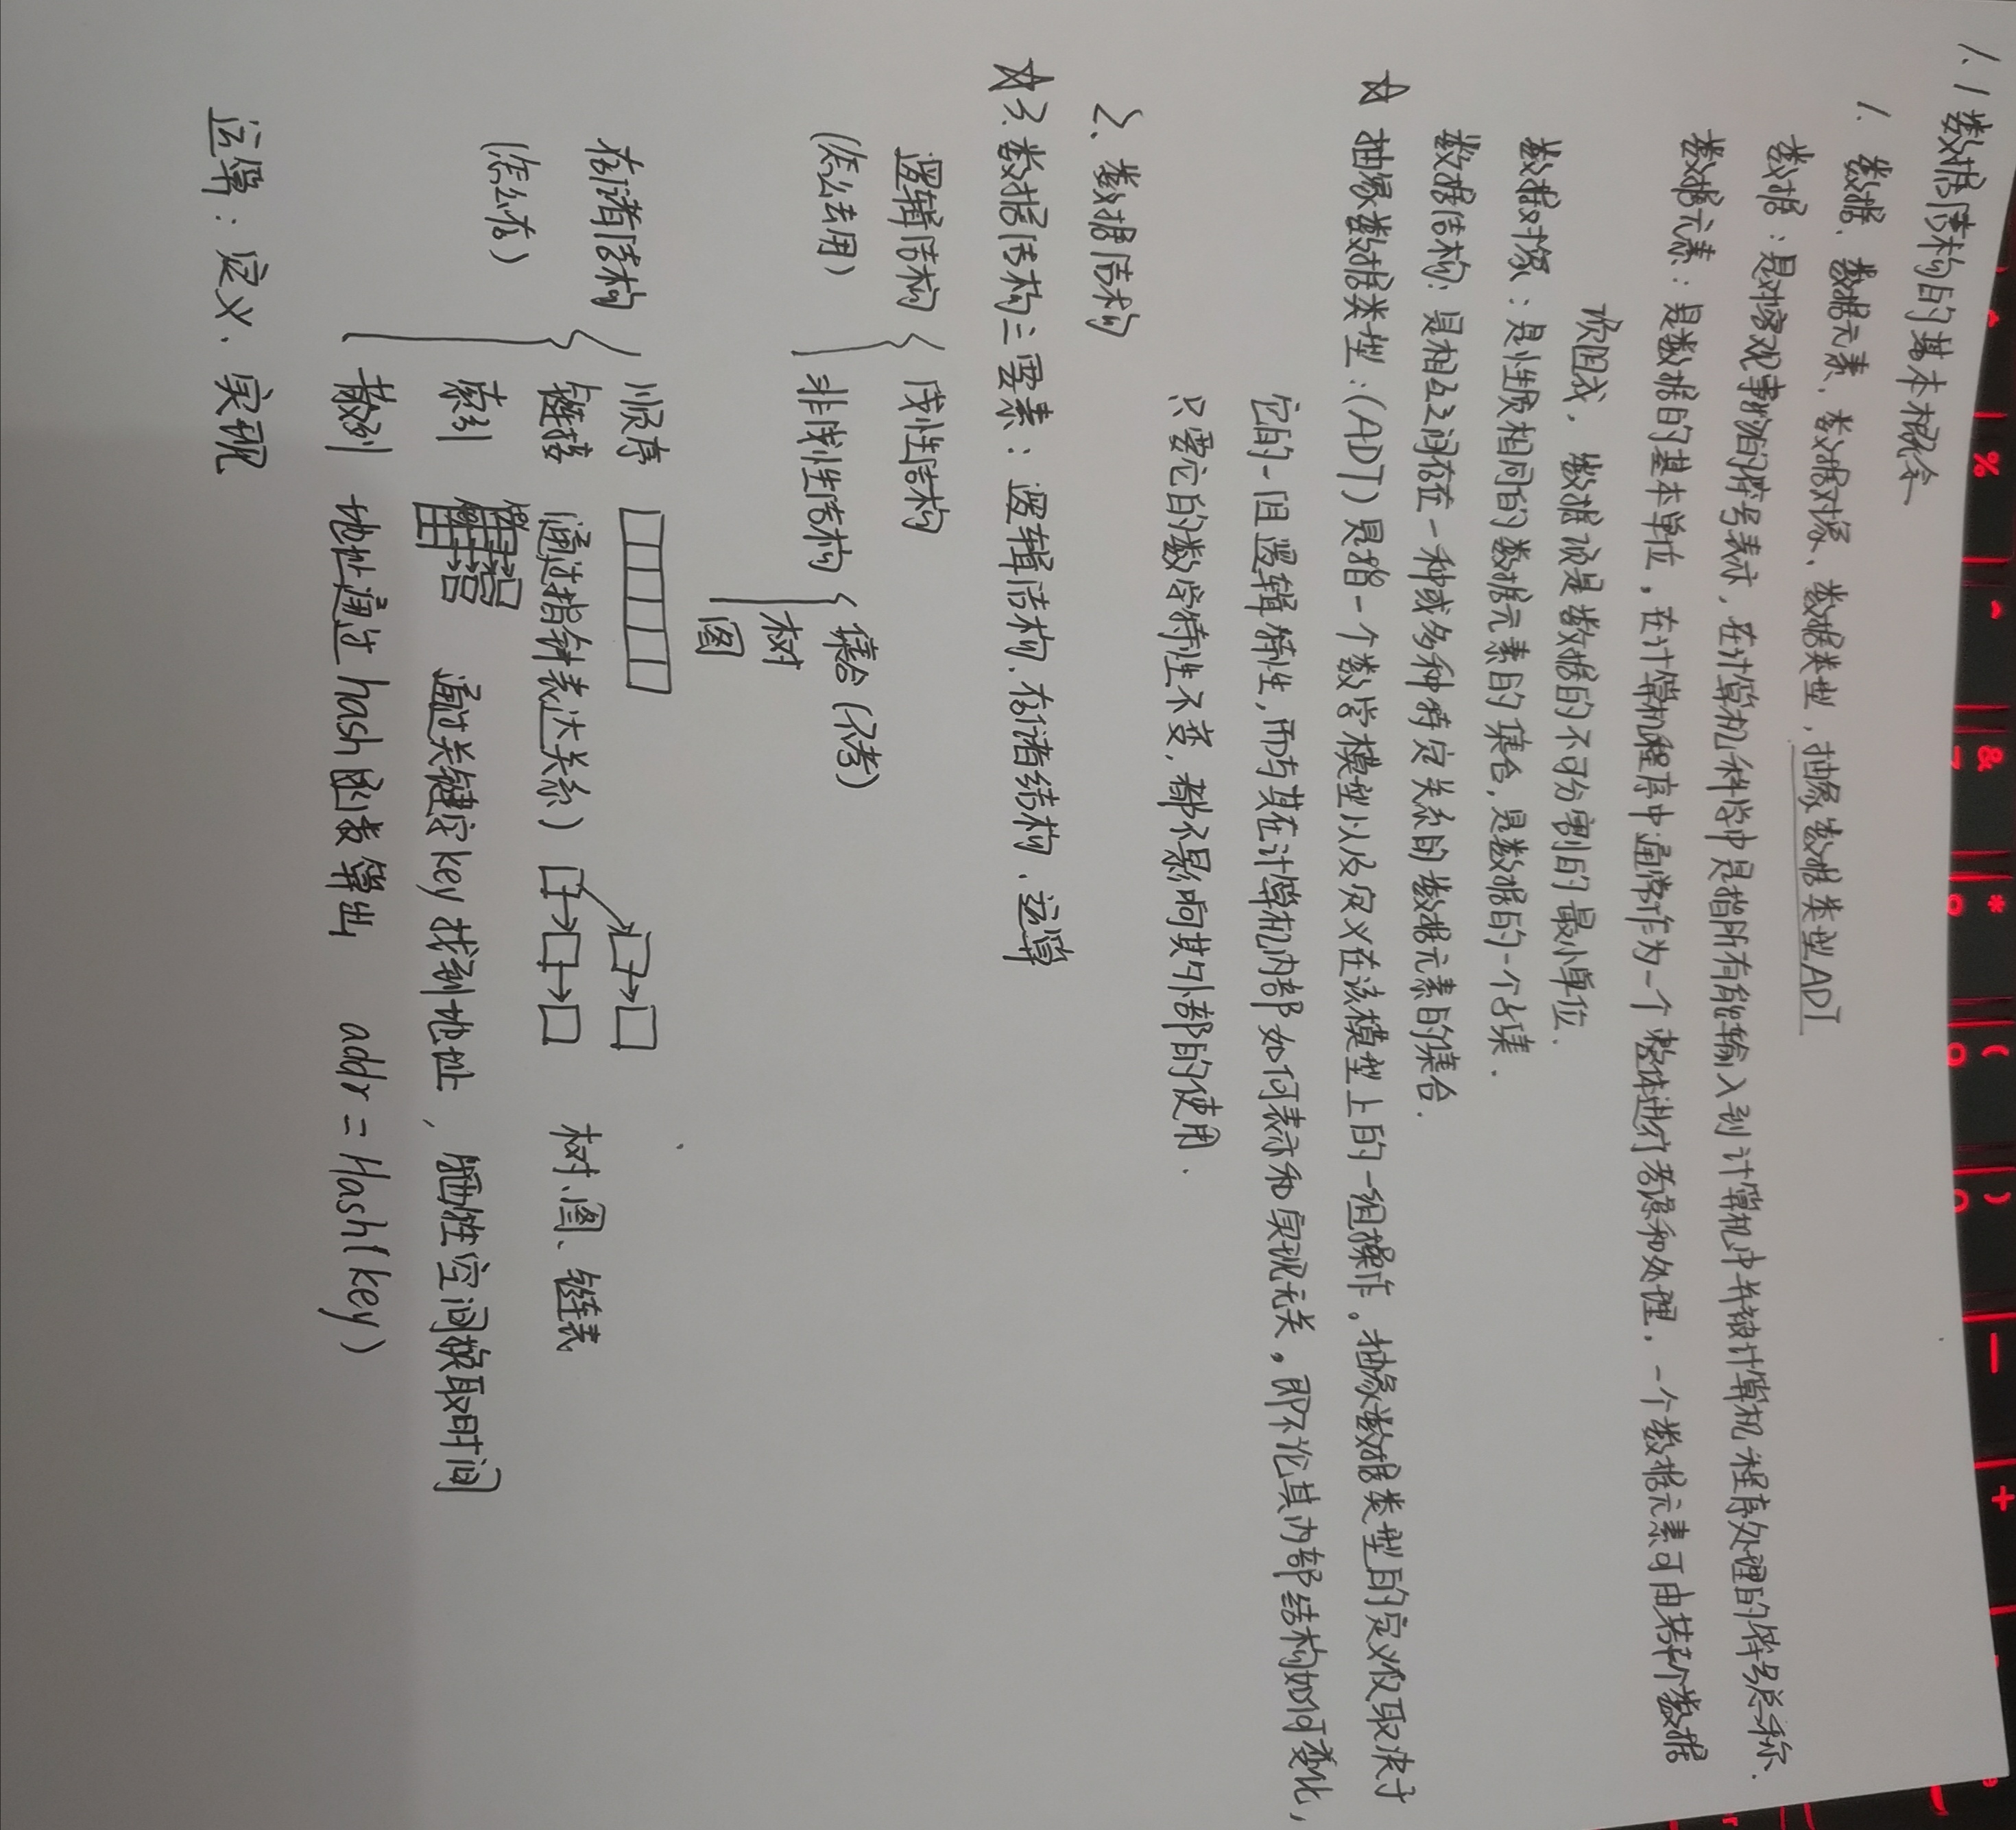 % ^ & * ( ) — +
1.1 数据结构的基本概念
1. 数据、数据元素、数据对象、数据类型，抽象数据类型ADT
数据：是对客观事物的符号表示，在计算机科学中是指所有能输入到计算机中并被计算机程序处理的符号总称.
数据元素：是数据的基本单位，在计算机程序中通常作为一个整体进行考虑和处理。一个数据元素可由若干个数据
项组成，数据项是数据的不可分割的最小单位.
数据对象：是性质相同的数据元素的集合，是数据的一个子集.
数据结构：是相互之间存在一种或多种特定关系的数据元素的集合.
☆ 抽象数据类型：(ADT) 是指一个数学模型以及定义在该模型上的一组操作。抽象数据类型的定义仅取决于
它的一组逻辑特性，而与其在计算机内部如何表示和实现无关。即不论其内部结构如何变化，
只要它的数学特性不变，都不影响其外部的使用.
2. 数据结构
☆3. 数据结构三要素：逻辑结构、存储结构、运算
逻辑结构 线性结构
(怎么去用) 非线性结构 集合 (不考)
树
图
存储结构 顺序
链接 (通过指针表达关系) 树、图、链表
(怎么存)
索引 通过关键字key找到地址，牺牲空间换取时间
散列 地址通过hash函数算出 addr = Hash(key)
运算：定义、实现